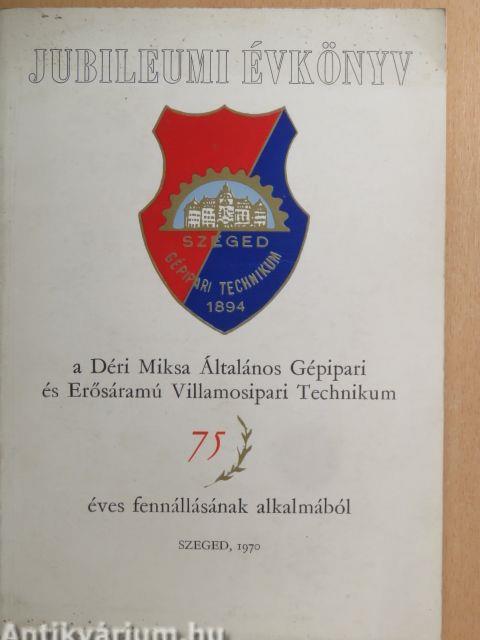 JUBILEUMI ÉVKÖNYV
SZEGED
GÉPIPARI TECHNIKUM
1894
a Déri Miksa Általános Gépipari
és Erősáramú Villamosipari Technikum
75
éves fennállásának alkalmából
SZEGED, 1970
Antikvárium.hu